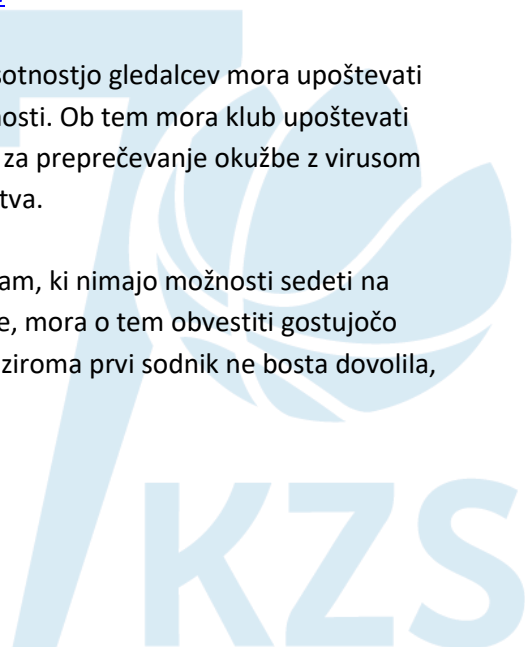 sotnostjo gledalcev mora upoštevati
nosti. Ob tem mora klub upoštevati
za preprečevanje okužbe z virusom
tva.
am, ki nimajo možnosti sedeti na
e, mora o tem obvestiti gostujočo
ziroma prvi sodnik ne bosta dovolila,
KZS